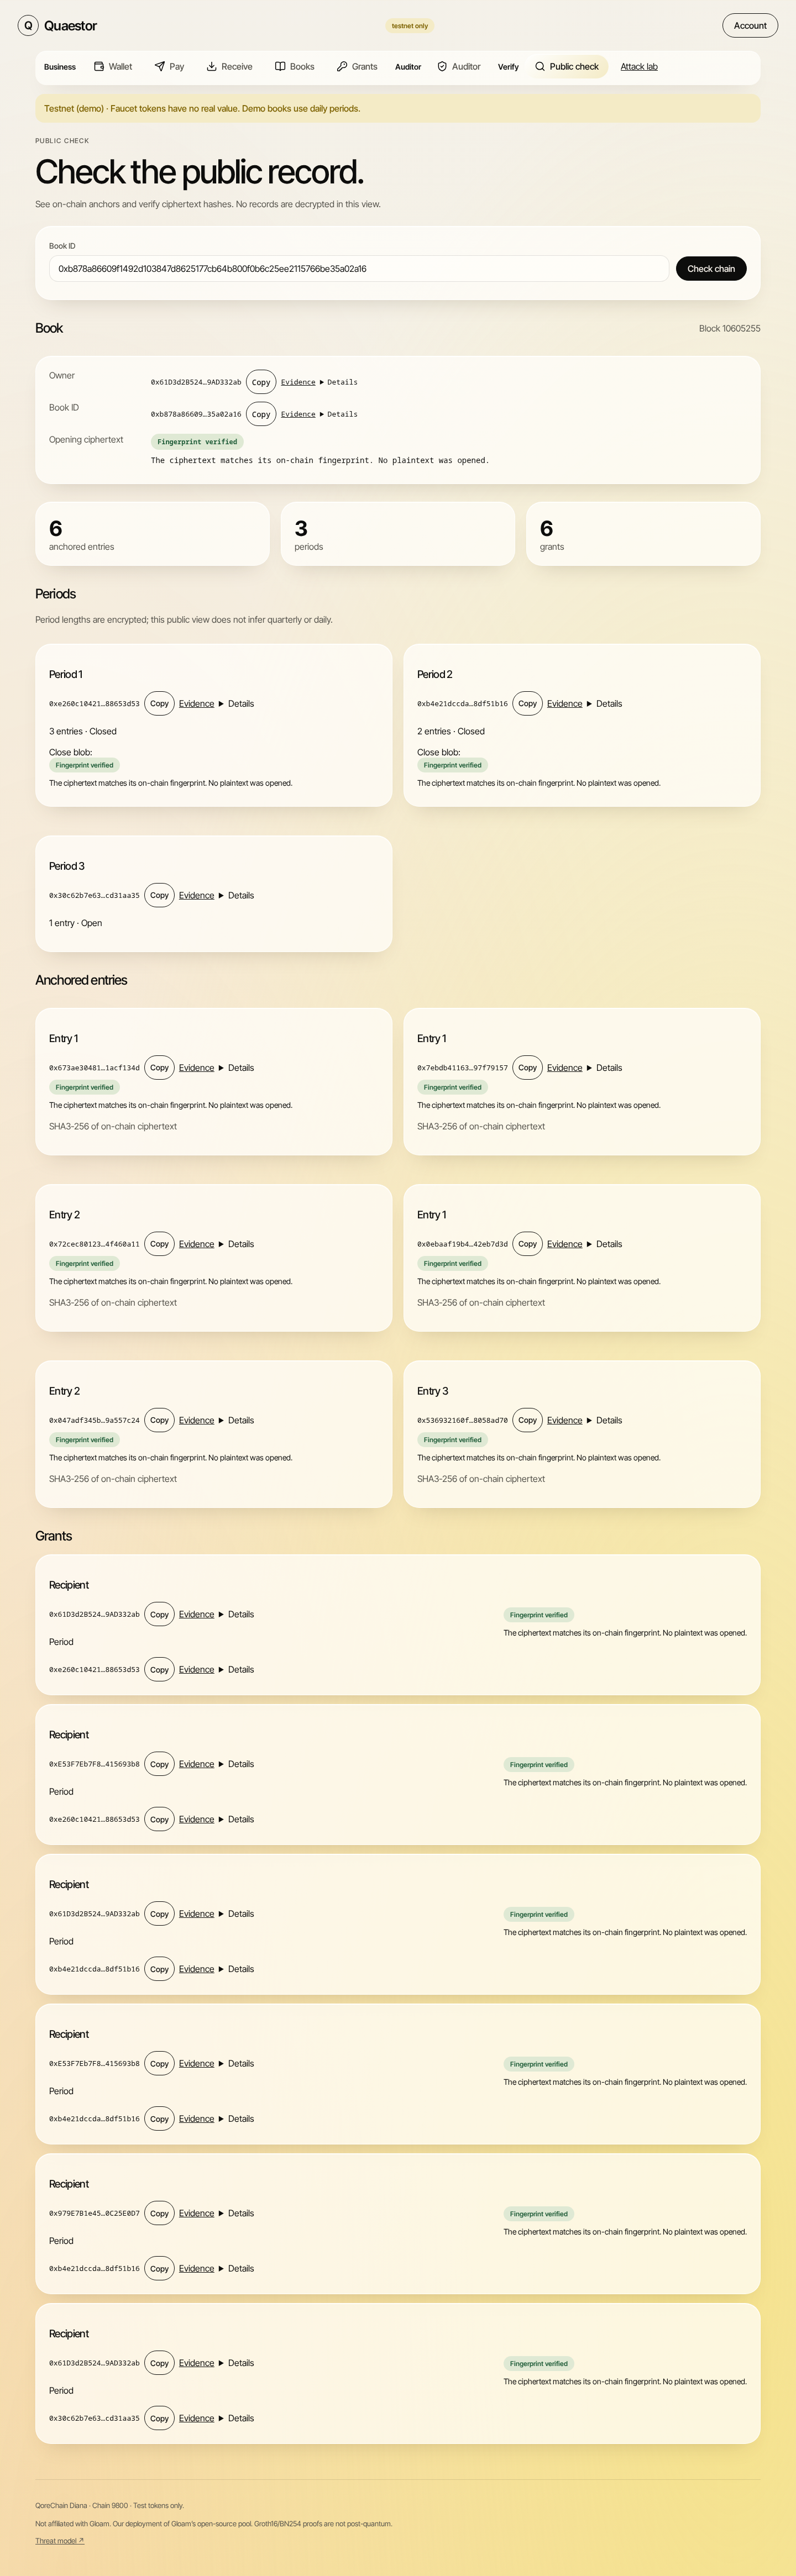 Q Quaestor
testnet only
Account
Business Wallet Pay Receive Books Grants Auditor Auditor Verify Public check Attack lab
Testnet (demo) · Faucet tokens have no real value. Demo books use daily periods.
PUBLIC CHECK
Check the public record.
See on-chain anchors and verify ciphertext hashes. No records are decrypted in this view.
Book ID
0xb878a86609f1492d103847d8625177cb64b800f0b6c25ee2115766be35a02a16 Check chain
Book Block 10605255
Owner 0x61D3d2B524…9AD332ab Copy Evidence ▶ Details
Book ID 0xb878a86609…35a02a16 Copy Evidence ▶ Details
Opening ciphertext Fingerprint verified
The ciphertext matches its on-chain fingerprint. No plaintext was opened.
6
anchored entries
3
periods
6
grants
Periods
Period lengths are encrypted; this public view does not infer quarterly or daily.
Period 1
0xe260c10421…88653d53 Copy Evidence ▶ Details
3 entries · Closed
Close blob:
Fingerprint verified
The ciphertext matches its on-chain fingerprint. No plaintext was opened.
Period 2
0xb4e21dccda…8df51b16 Copy Evidence ▶ Details
2 entries · Closed
Close blob:
Fingerprint verified
The ciphertext matches its on-chain fingerprint. No plaintext was opened.
Period 3
0x30c62b7e63…cd31aa35 Copy Evidence ▶ Details
1 entry · Open
Anchored entries
Entry 1
0x673ae30481…1acf134d Copy Evidence ▶ Details
Fingerprint verified
The ciphertext matches its on-chain fingerprint. No plaintext was opened.
SHA3-256 of on-chain ciphertext
Entry 1
0x7ebdb41163…97f79157 Copy Evidence ▶ Details
Fingerprint verified
The ciphertext matches its on-chain fingerprint. No plaintext was opened.
SHA3-256 of on-chain ciphertext
Entry 2
0x72cec80123…4f460a11 Copy Evidence ▶ Details
Fingerprint verified
The ciphertext matches its on-chain fingerprint. No plaintext was opened.
SHA3-256 of on-chain ciphertext
Entry 1
0x0ebaaf19b4…42eb7d3d Copy Evidence ▶ Details
Fingerprint verified
The ciphertext matches its on-chain fingerprint. No plaintext was opened.
SHA3-256 of on-chain ciphertext
Entry 2
0x047adf345b…9a557c24 Copy Evidence ▶ Details
Fingerprint verified
The ciphertext matches its on-chain fingerprint. No plaintext was opened.
SHA3-256 of on-chain ciphertext
Entry 3
0x536932160f…8058ad70 Copy Evidence ▶ Details
Fingerprint verified
The ciphertext matches its on-chain fingerprint. No plaintext was opened.
SHA3-256 of on-chain ciphertext
Grants
Recipient
0x61D3d2B524…9AD332ab Copy Evidence ▶ Details
Period
0xe260c10421…88653d53 Copy Evidence ▶ Details
Fingerprint verified
The ciphertext matches its on-chain fingerprint. No plaintext was opened.
Recipient
0xE53F7Eb7F8…415693b8 Copy Evidence ▶ Details
Period
0xe260c10421…88653d53 Copy Evidence ▶ Details
Fingerprint verified
The ciphertext matches its on-chain fingerprint. No plaintext was opened.
Recipient
0x61D3d2B524…9AD332ab Copy Evidence ▶ Details
Period
0xb4e21dccda…8df51b16 Copy Evidence ▶ Details
Fingerprint verified
The ciphertext matches its on-chain fingerprint. No plaintext was opened.
Recipient
0xE53F7Eb7F8…415693b8 Copy Evidence ▶ Details
Period
0xb4e21dccda…8df51b16 Copy Evidence ▶ Details
Fingerprint verified
The ciphertext matches its on-chain fingerprint. No plaintext was opened.
Recipient
0x979E7B1e45…0C25E0D7 Copy Evidence ▶ Details
Period
0xb4e21dccda…8df51b16 Copy Evidence ▶ Details
Fingerprint verified
The ciphertext matches its on-chain fingerprint. No plaintext was opened.
Recipient
0x61D3d2B524…9AD332ab Copy Evidence ▶ Details
Period
0x30c62b7e63…cd31aa35 Copy Evidence ▶ Details
Fingerprint verified
The ciphertext matches its on-chain fingerprint. No plaintext was opened.
QoreChain Diana · Chain 9800 · Test tokens only.
Not affiliated with Gloam. Our deployment of Gloam's open-source pool. Groth16/BN254 proofs are not post-quantum.
Threat model ↗